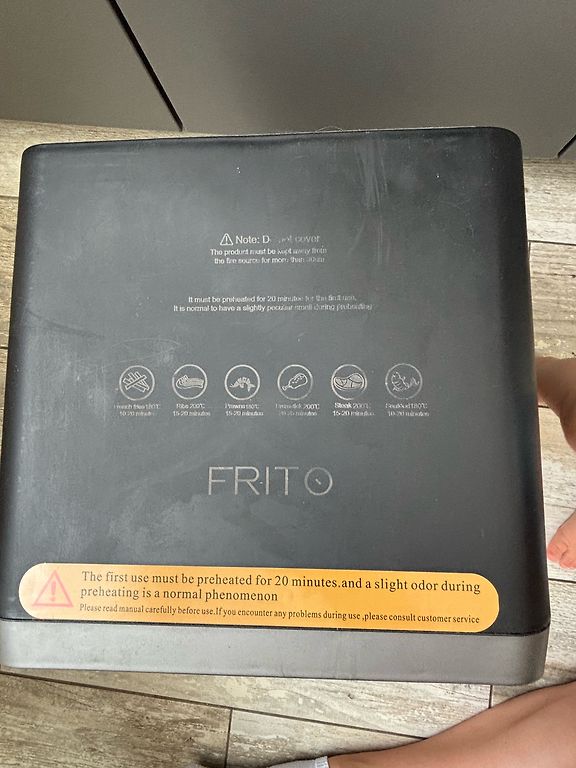 Note: D not cover
The product must be kept away from
the fire source for more than 30cm
It must be preheated for 20 minutes for the first use.
It is normal to have a slightly peculiar smell during preheating
French fries 180°C
10-20 minutes
Ribs 200°C
15-20 minutes
Prawns 180°C
15-20 minutes
Drumstick 200°C
20-25 minutes
Steak 200°C
15-20 minutes
Seafood 180°C
10-20 minutes
FRITO
The first use must be preheated for 20 minutes.and a slight odor during
preheating is a normal phenomenon
Please read manual carefully before use.If you encounter any problems during use ,please consult customer service